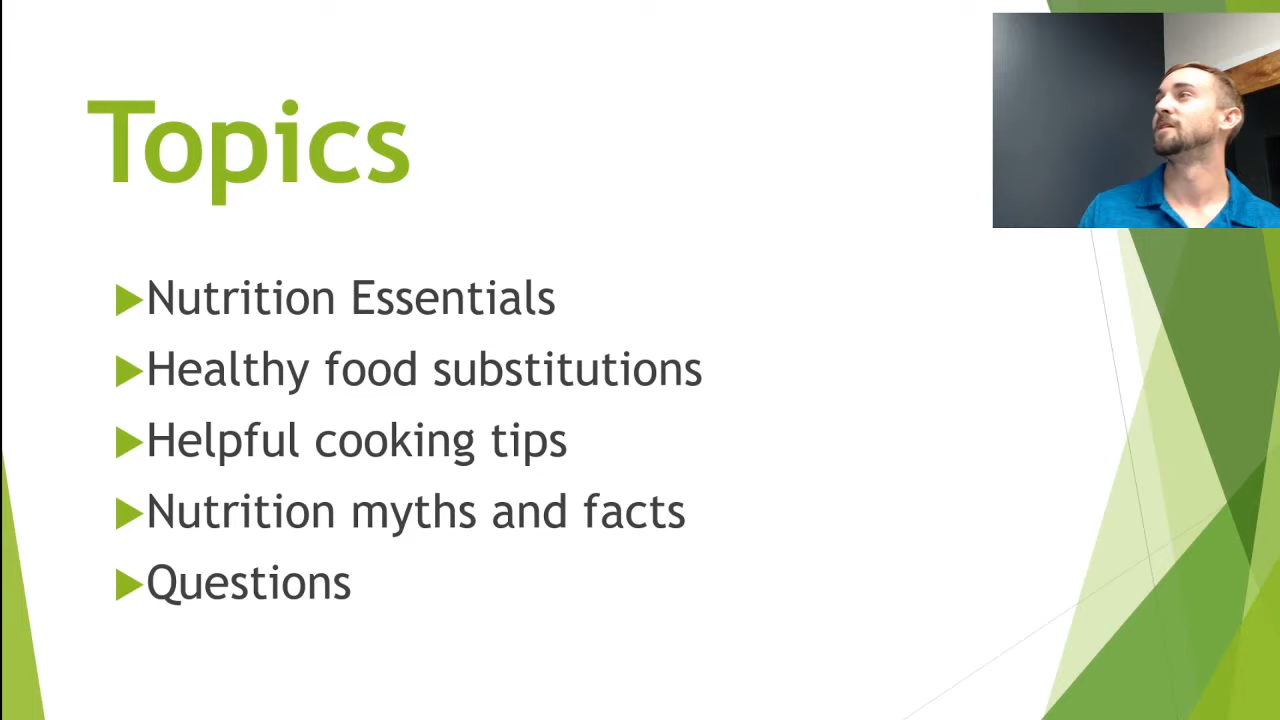 Topics
Nutrition Essentials
Healthy food substitutions
Helpful cooking tips
Nutrition myths and facts
Questions